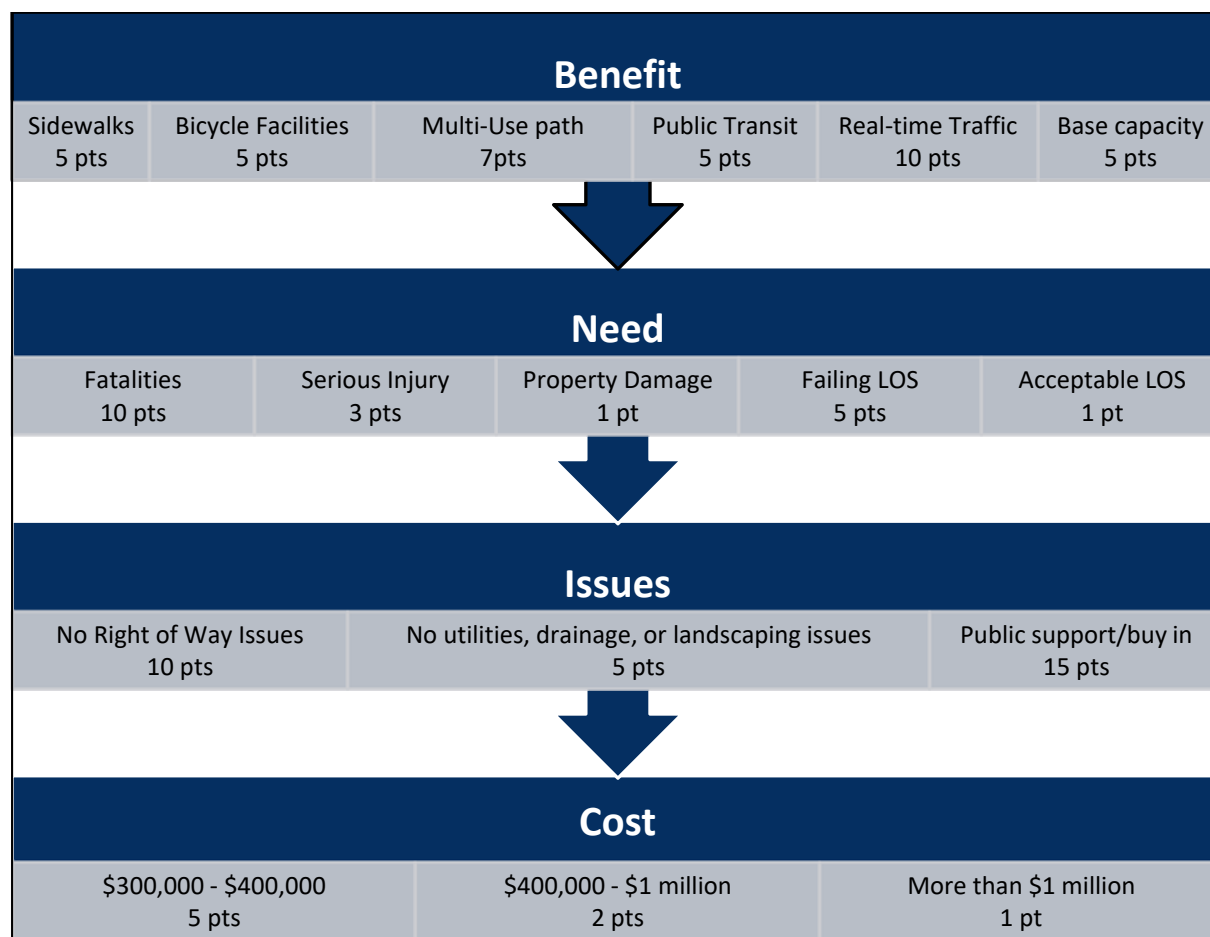 Benefit
Sidewalks
5 pts
Bicycle Facilities
5 pts
Multi-Use path
7pts
Public Transit
5 pts
Real-time Traffic
10 pts
Base capacity
5 pts
Need
Fatalities
10 pts
Serious Injury
3 pts
Property Damage
1 pt
Failing LOS
5 pts
Acceptable LOS
1 pt
Issues
No Right of Way Issues
10 pts
No utilities, drainage, or landscaping issues
5 pts
Public support/buy in
15 pts
Cost
$300,000 - $400,000
5 pts
$400,000 - $1 million
2 pts
More than $1 million
1 pt